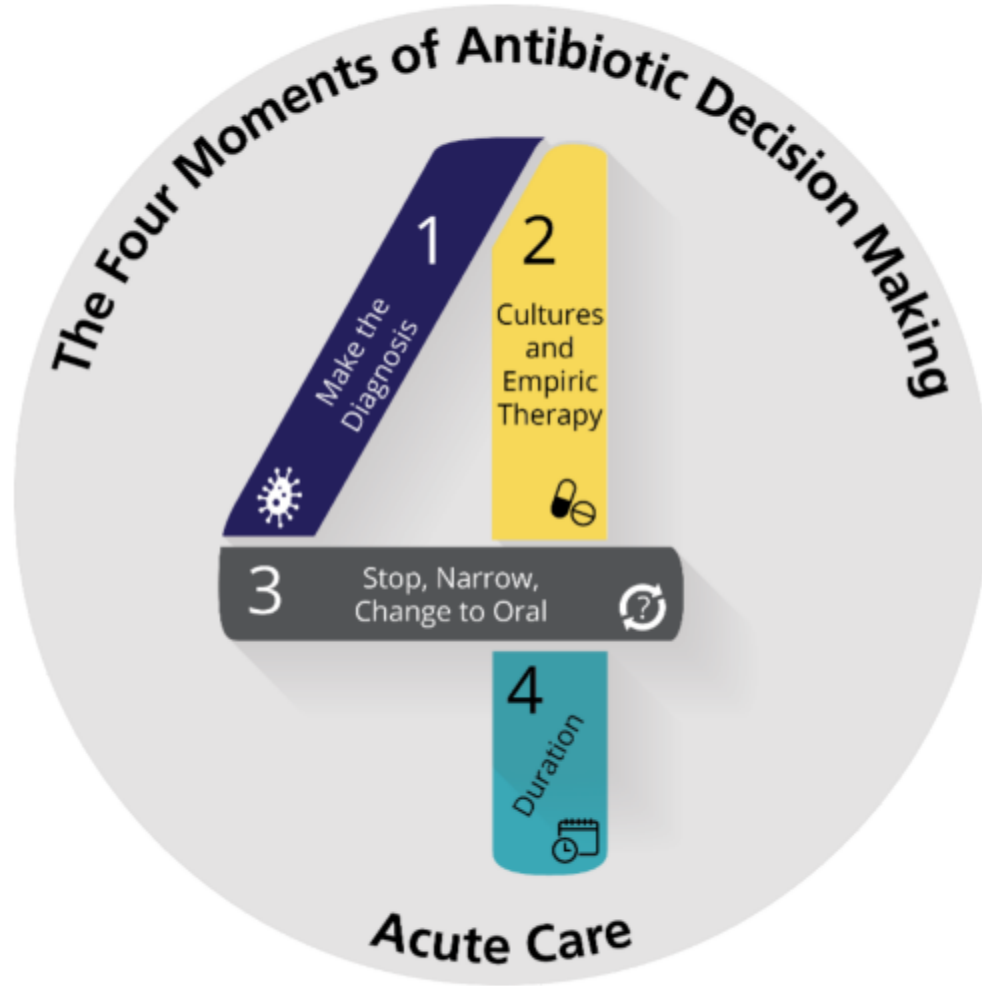 The Four Moments of Antibiotic Decision Making
1
Make the
Diagnosis
2
Cultures
and
Empiric
Therapy
3
Stop, Narrow,
Change to Oral
?
4
Duration
Acute Care